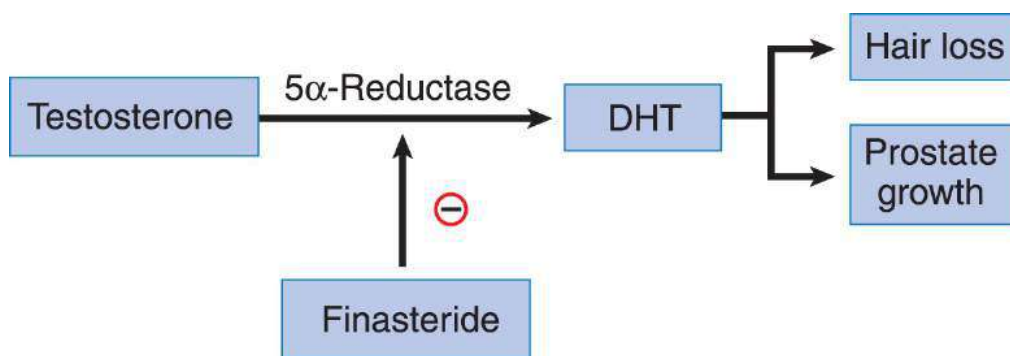 Testosterone
5α-Reductase
DHT
Hair loss
Prostate
growth
−
Finasteride